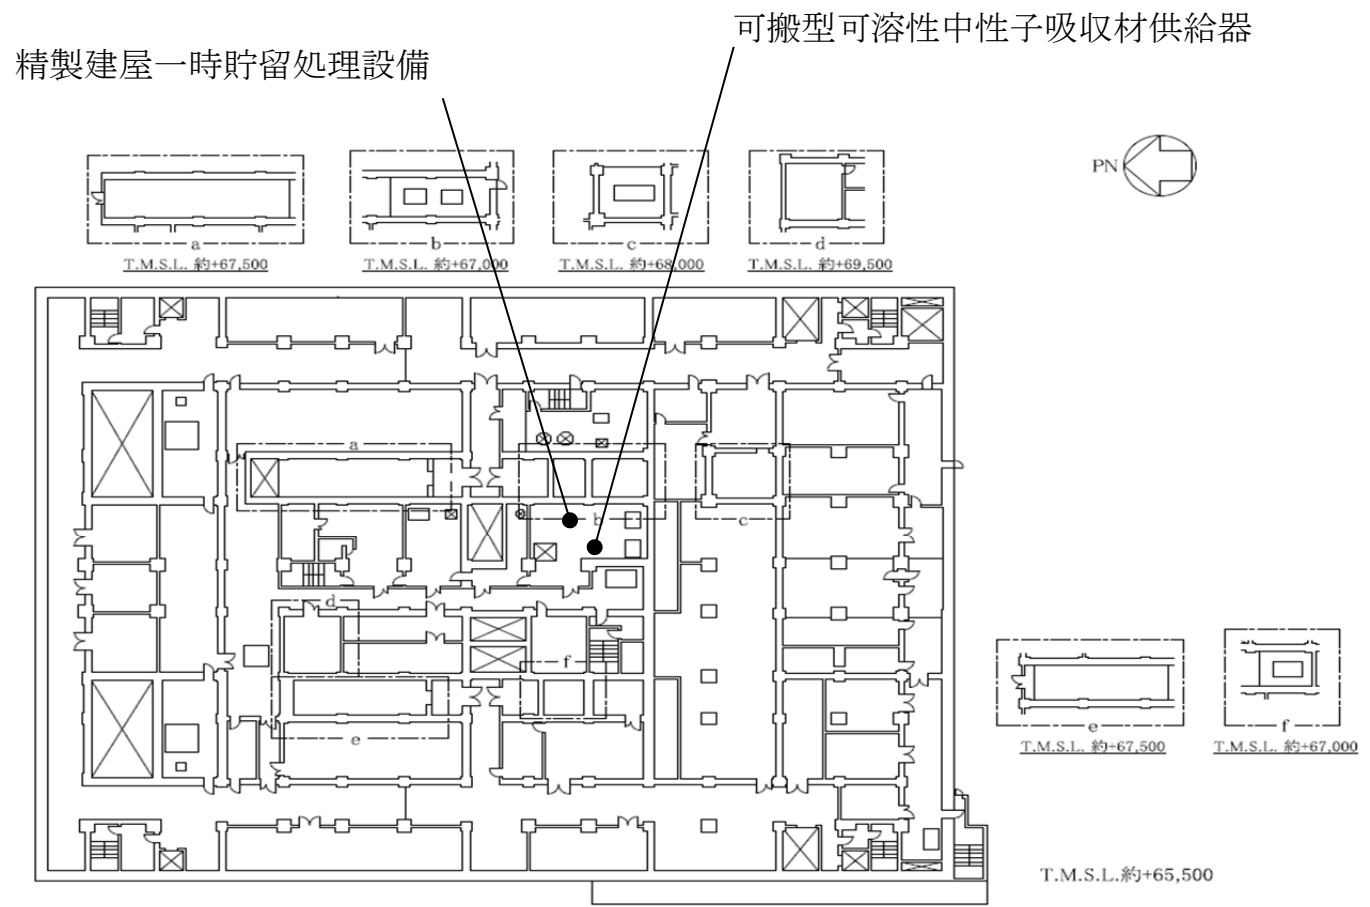 可搬型可溶性中性子吸収材供給器
精製建屋一時貯留処理設備
PN
a
b
c
d
T.M.S.L. 約+67,500
T.M.S.L. 約+67,000
T.M.S.L. 約+68,000
T.M.S.L. 約+69,500
a
b
c
d
f
e
e
f
T.M.S.L. 約+67,500
T.M.S.L. 約+67,000
T.M.S.L.約+65,500